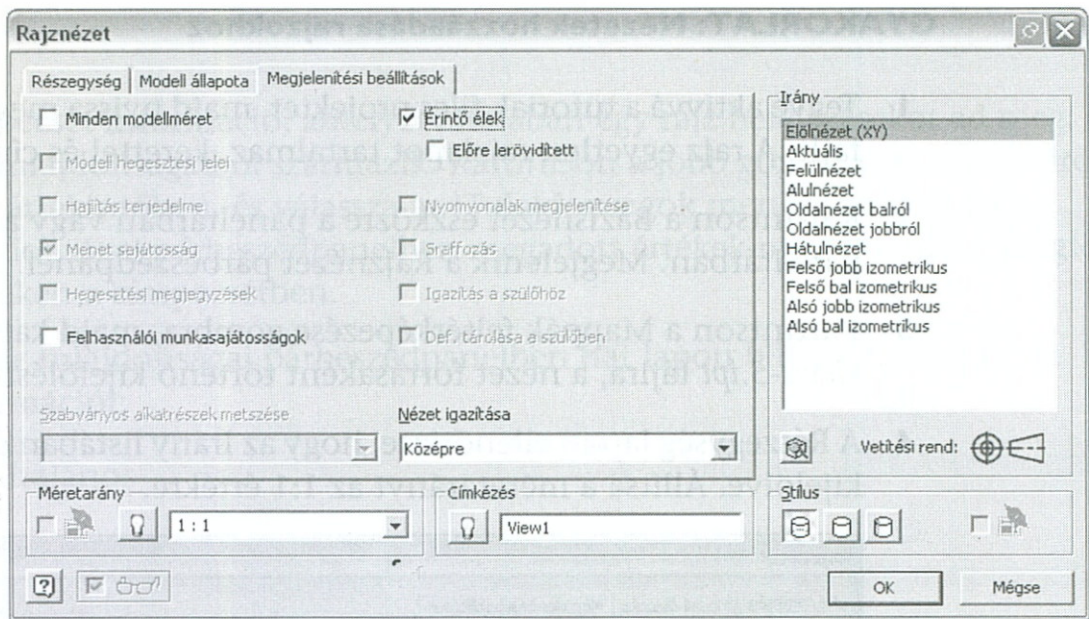 Rajznézet
Részegység
Modell állapota
Megjelenítési beállítások
Minden modellméret
Modell hegesztési jelei
Hajlítás terjedelme
Menet sajátosság
Hegesztési megjegyzések
Felhasználói munkasajátosságok
Érintő élek
Előre lerövidített
Nyomvonalak megjelenítése
Sraffozás
Igazítás a szülőhöz
Def. tárolása a szülőben
Szabványos alkatrészek metszése
Nézet igazítása
Középre
Irány
Elölnézet (XY)
Aktuális
Felülnézet
Alulnézet
Oldalnézet balról
Oldalnézet jobbról
Hátulnézet
Felső jobb izometrikus
Felső bal izometrikus
Alsó jobb izometrikus
Alsó bal izometrikus
Vetítési rend:
Méretarány
1 : 1
Címkézés
View1
Stílus
OK
Mégse